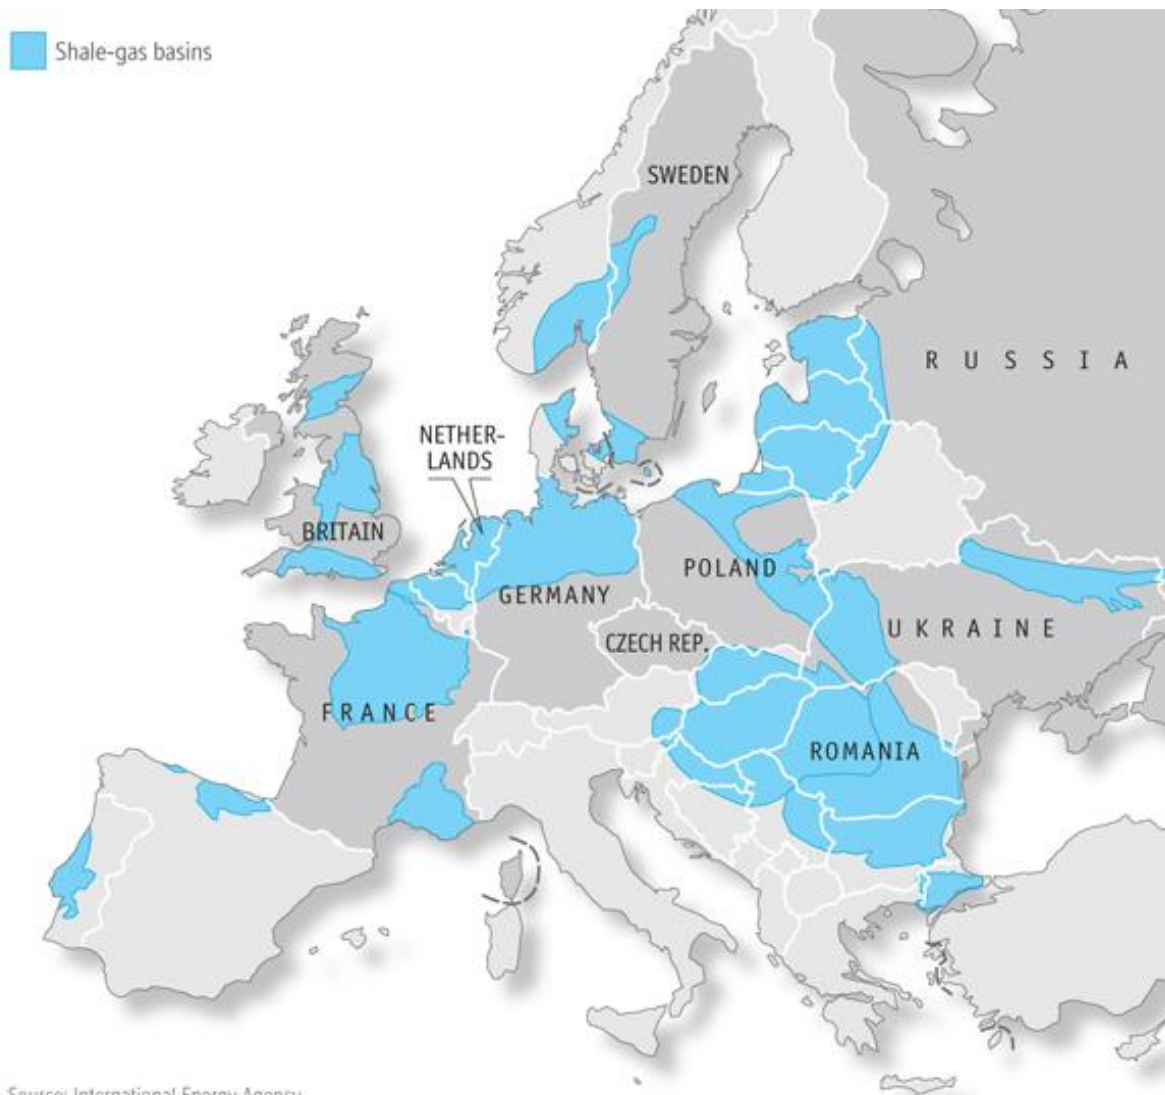 Shale-gas basins
SWEDEN
RUSSIA
NETHER-
LANDS
BRITAIN
GERMANY
POLAND
UKRAINE
CZECH REP.
FRANCE
ROMANIA
Source: International Energy Agency